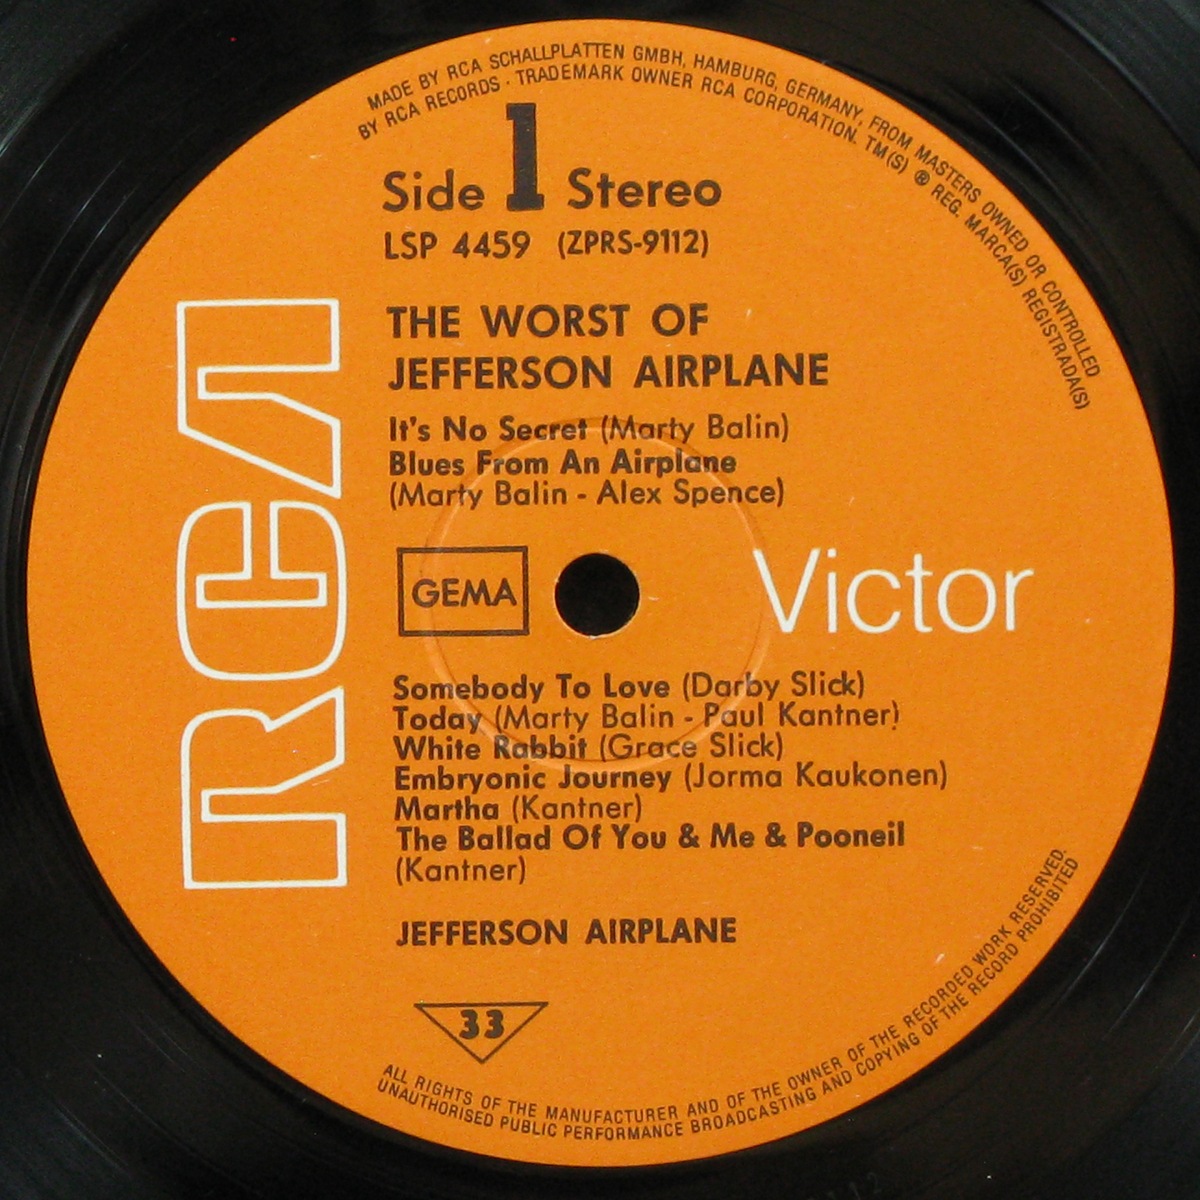 MADE BY RCA SCHALLPLATTEN GMBH, HAMBURG, GERMANY, FROM MASTERS OWNED OR CONTROLLED
BY RCA RECORDS · TRADEMARK OWNER RCA CORPORATION. TM(S) ® REG. MARCA(S) REGISTRADA(S)
Side 1 Stereo
LSP 4459 (ZPRS-9112)
THE WORST OF
JEFFERSON AIRPLANE
It's No Secret (Marty Balin)
Blues From An Airplane
(Marty Balin - Alex Spence)
RCA
GEMA
Victor
Somebody To Love (Darby Slick)
Today (Marty Balin - Paul Kantner)
White Rabbit (Grace Slick)
Embryonic Journey (Jorma Kaukonen)
Martha (Kantner)
The Ballad Of You & Me & Pooneil
(Kantner)
JEFFERSON AIRPLANE
33
ALL RIGHTS OF THE MANUFACTURER AND OF THE OWNER OF THE RECORDED WORK RESERVED.
UNAUTHORISED PUBLIC PERFORMANCE BROADCASTING AND COPYING OF THE RECORD PROHIBITED